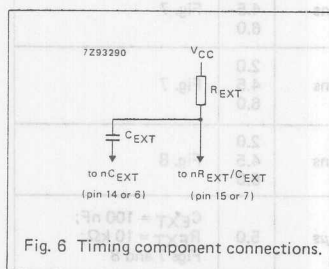 7Z93290
VCC
REXT
CEXT
to nCEXT
to nREXT/CEXT
(pin 14 or 6)
(pin 15 or 7)
Fig. 6 Timing component connections.